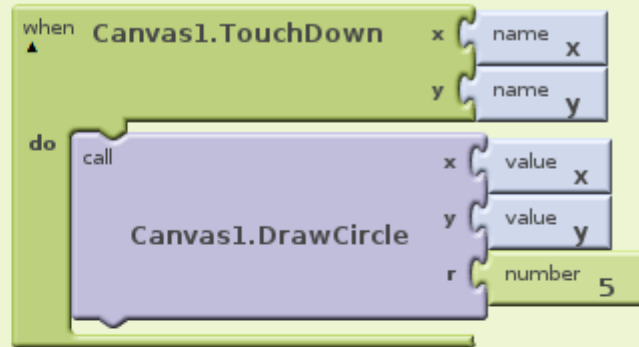 when Canvas1.TouchDown x name x
y name y
do
call x value x
y value y
Canvas1.DrawCircle
r number 5